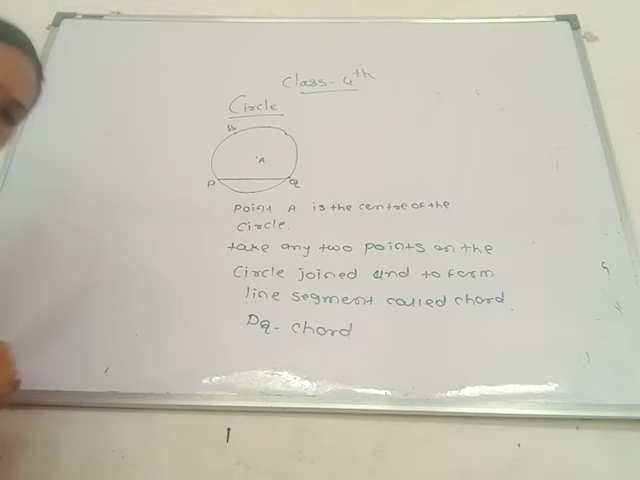 Class-4th
Circle
B
A
P
Q
Point A is the centre of the
Circle.
take any two points on the
Circle joined and to form
line segment called chord.
Pq- chord